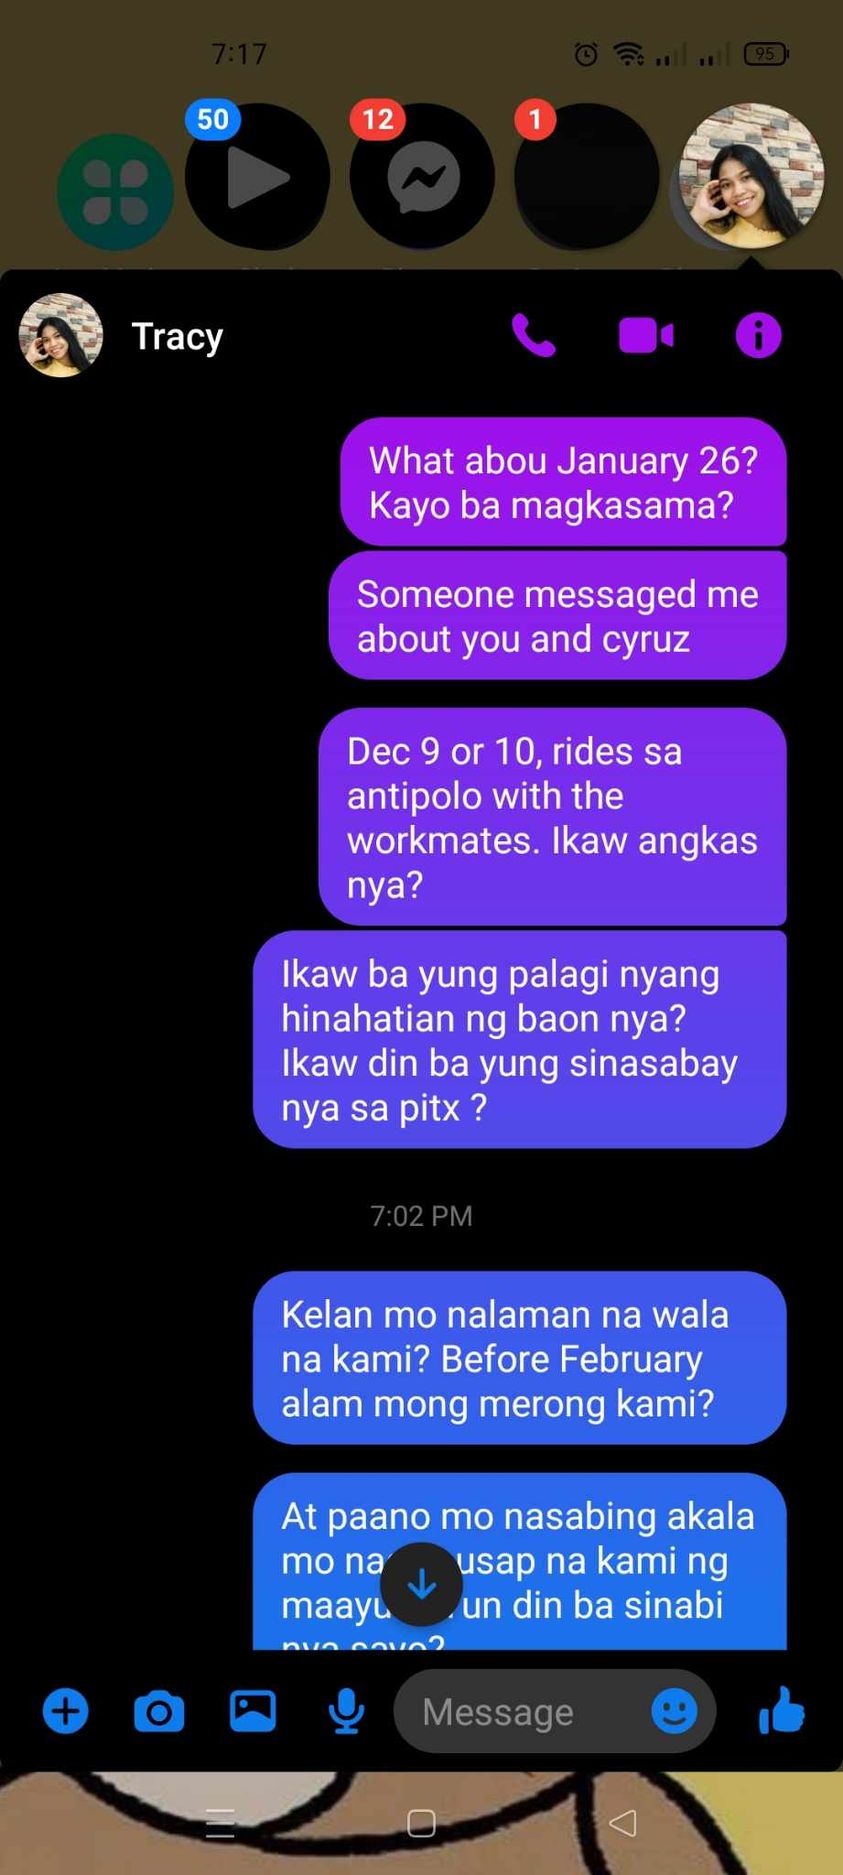 7:17
95
50
12
1
Tracy
What abou January 26?
Kayo ba magkasama?
Someone messaged me
about you and cyruz
Dec 9 or 10, rides sa
antipolo with the
workmates. Ikaw angkas
nya?
Ikaw ba yung palagi nyang
hinahatian ng baon nya?
Ikaw din ba yung sinasabay
nya sa pitx ?
7:02 PM
Kelan mo nalaman na wala
na kami? Before February
alam mong merong kami?
At paano mo nasabing akala
mo na usap na kami ng
maayu un din ba sinabi
nya sayo?
Message